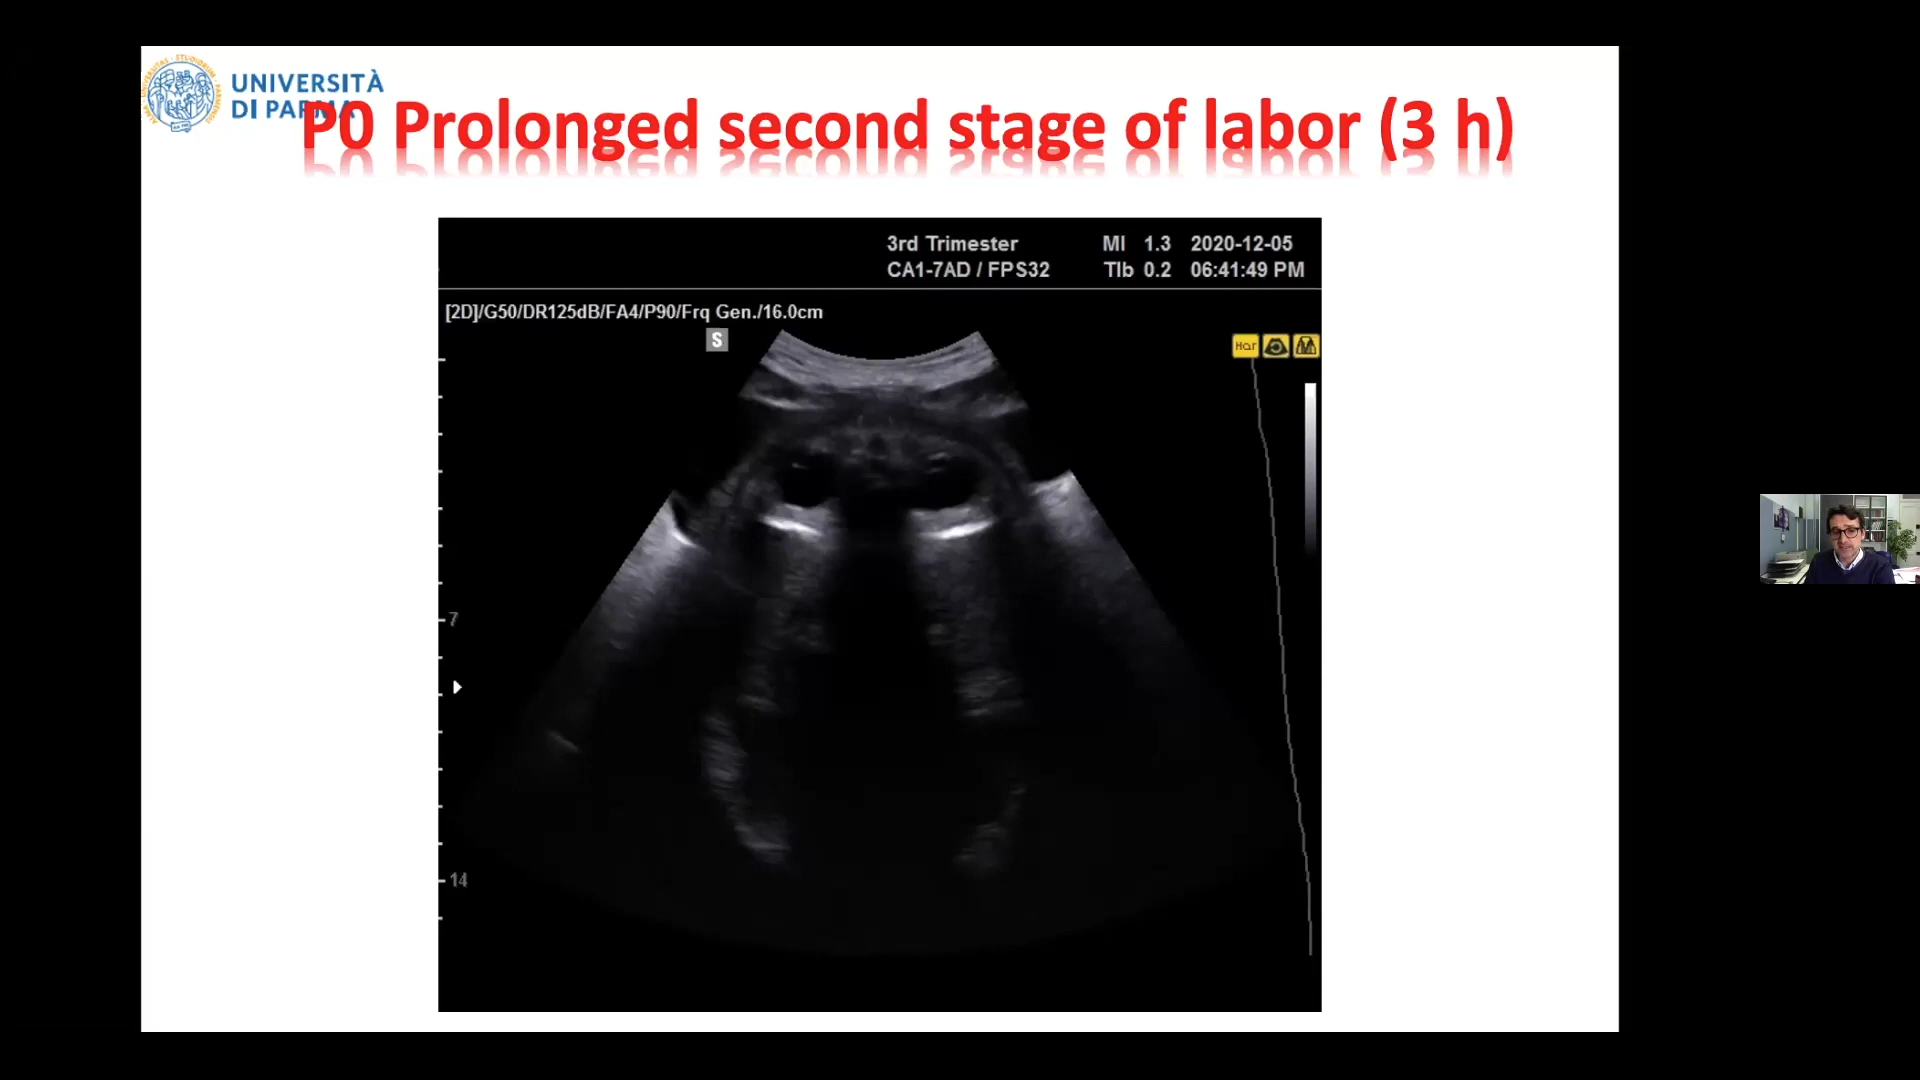 UNIVERSITÀ
DI PARMA
P0 Prolonged second stage of labor (3 h)
3rd Trimester MI 1.3 2020-12-05
CA1-7AD / FPS32 TIb 0.2 06:41:49 PM
[2D]/G50/DR125dB/FA4/P90/Frq Gen./16.0cm
S
Har
7
14